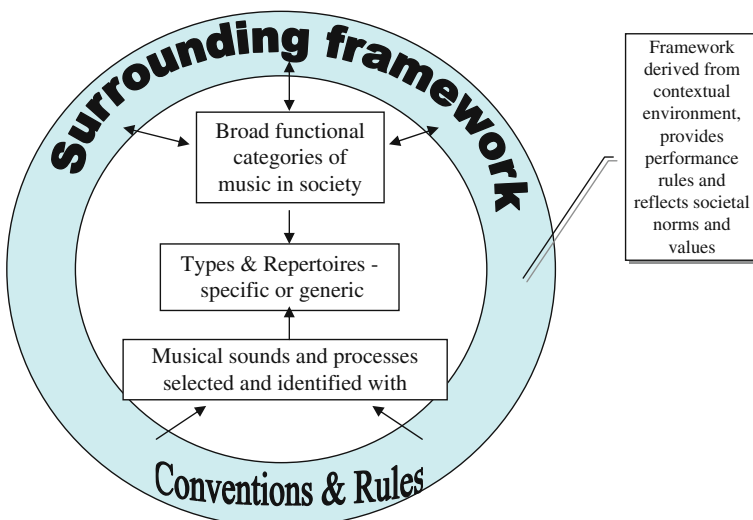 Surrounding framework
Broad functional
categories of
music in society
Types & Repertoires -
specific or generic
Musical sounds and processes
selected and identified with
Conventions & Rules
Framework
derived from
contextual
environment,
provides
performance
rules and
reflects societal
norms and
values